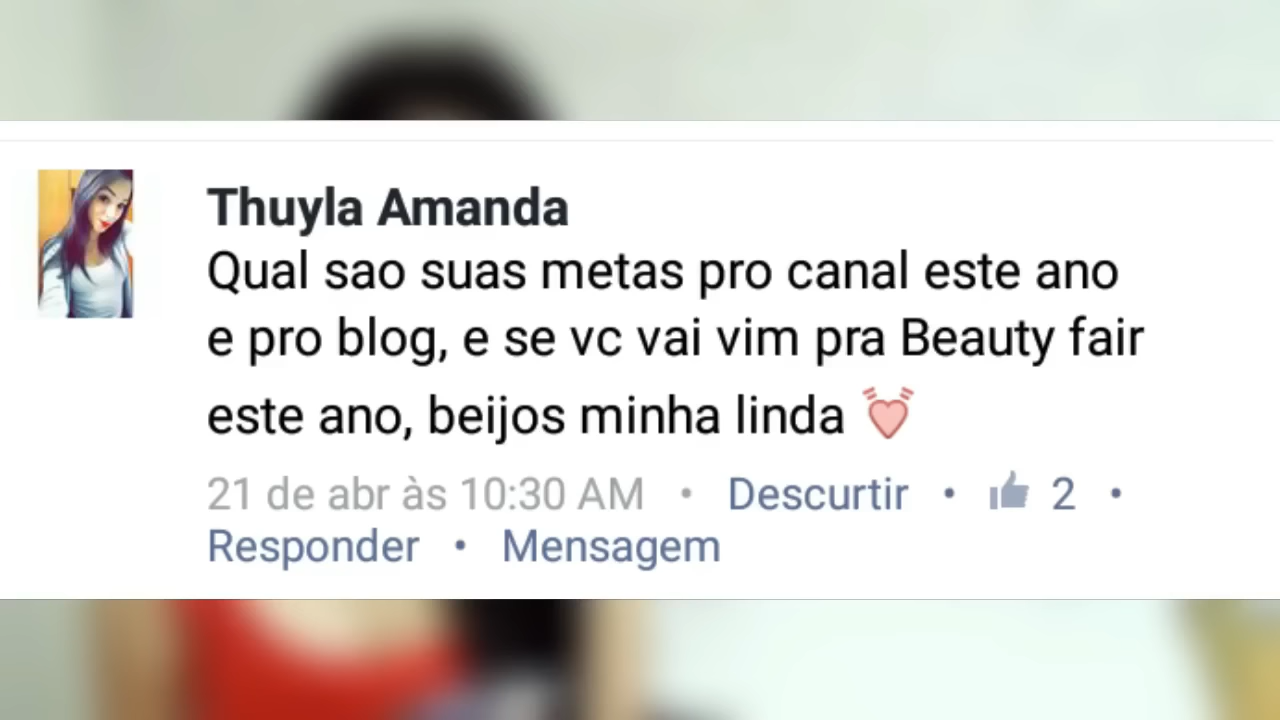 Thuyla Amanda
Qual sao suas metas pro canal este ano
e pro blog, e se vc vai vim pra Beauty fair
este ano, beijos minha linda 💓
21 de abr às 10:30 AM • Descurtir • 2 •
Responder • Mensagem